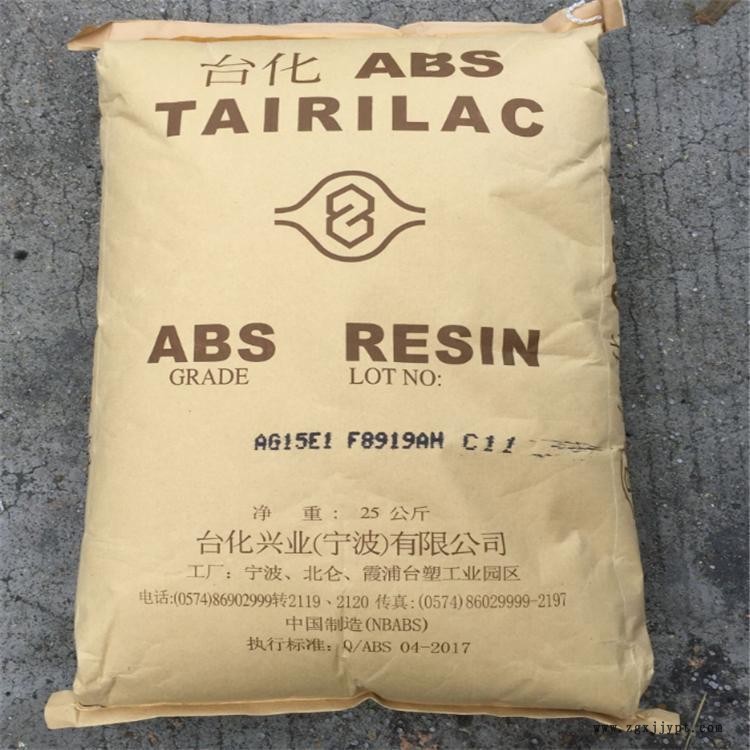 台化 ABS
TAIRILAC
ABS RESIN
GRADE LOT NO:
AG15E1 F8919AH C11
净 重: 25 公斤
台化兴业(宁波)有限公司
工厂: 宁波、北仑、霞浦台塑工业园区
电话:(0574)86902999转2119、2120 传真:(0574)86029999-2197
中国制造(NBABS)
执行标准: Q/ABS 04-2017
www.zgxjjypt.com